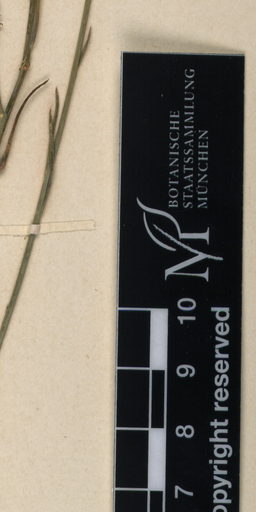 BOTANISCHE
STAATSSAMMLUNG
MÜNCHEN
M
10
9
8
7
opyright reserved